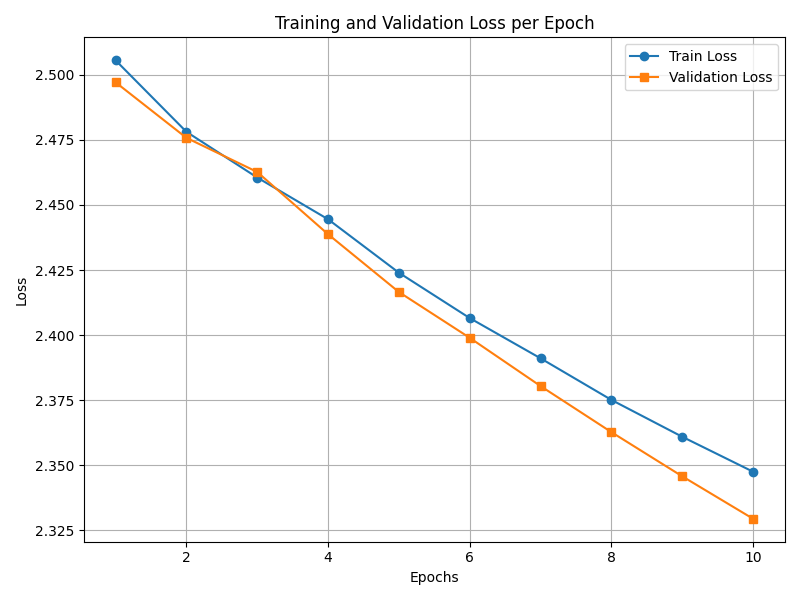 Training and Validation Loss per Epoch
Train Loss
Validation Loss
2.500
2.475
2.450
2.425
2.400
2.375
2.350
2.325
Loss
2 4 6 8 10
Epochs